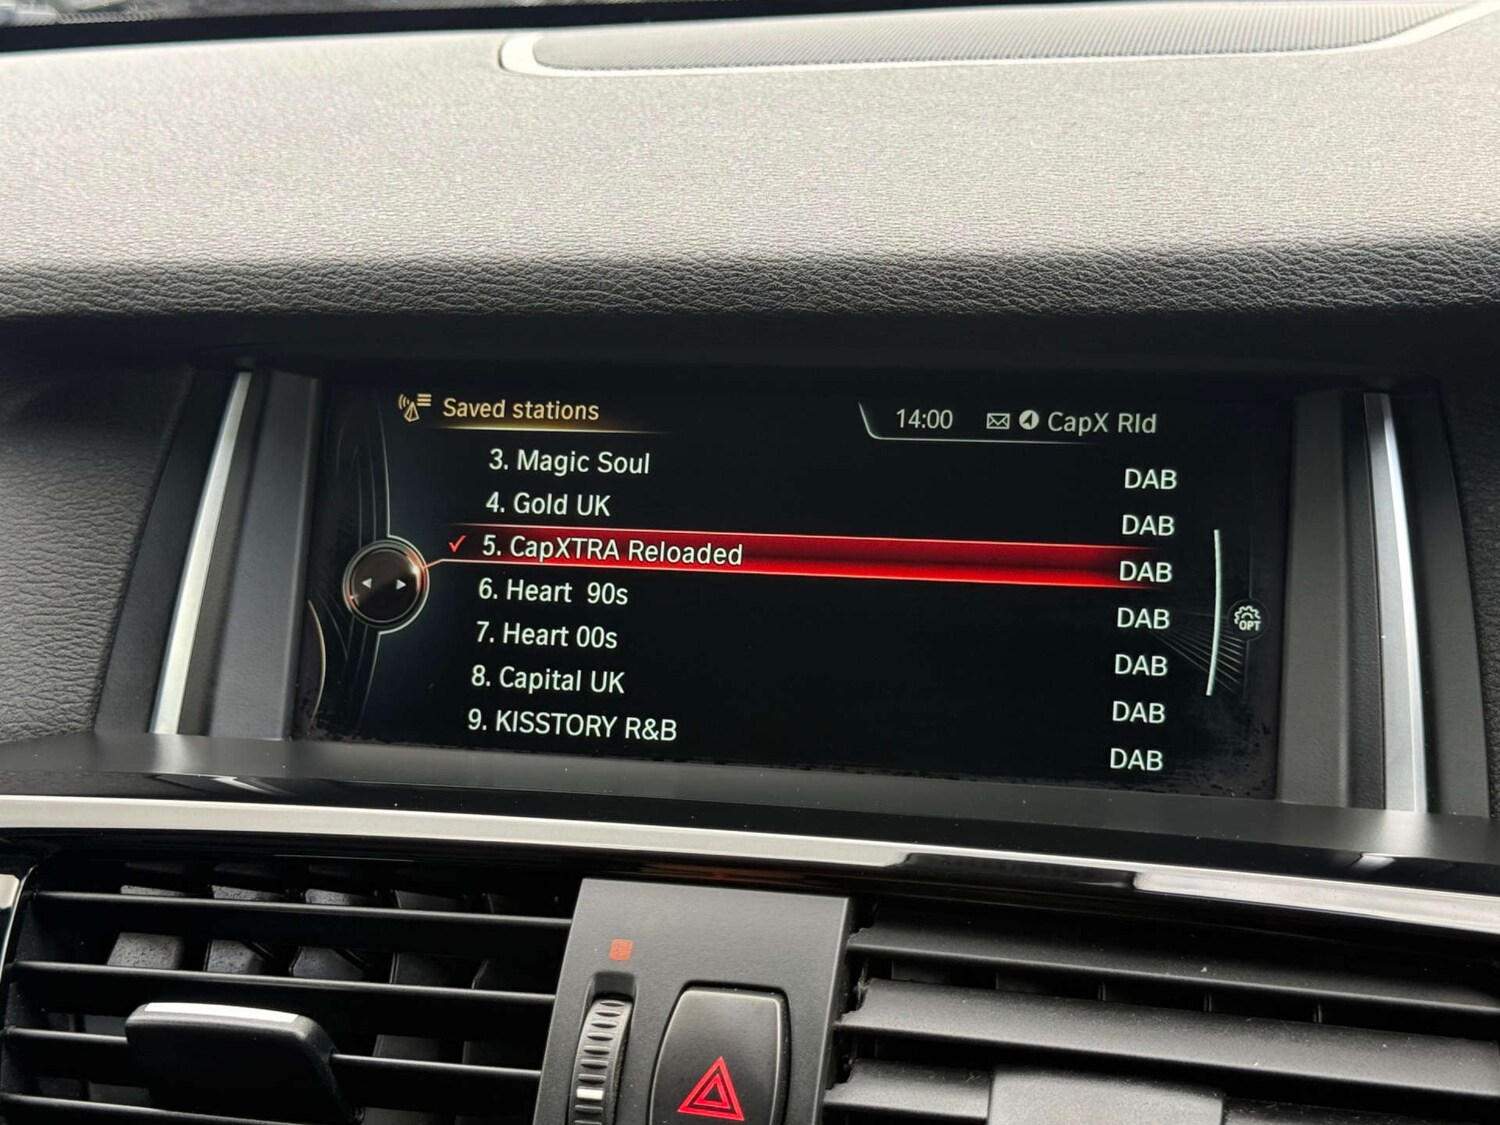 Saved stations
14:00 CapX Rld
3. Magic Soul DAB
4. Gold UK DAB
✓ 5. CapXTRA Reloaded DAB
6. Heart  90s DAB
7. Heart 00s DAB
8. Capital UK DAB
9. KISSTORY R&B DAB
OPT